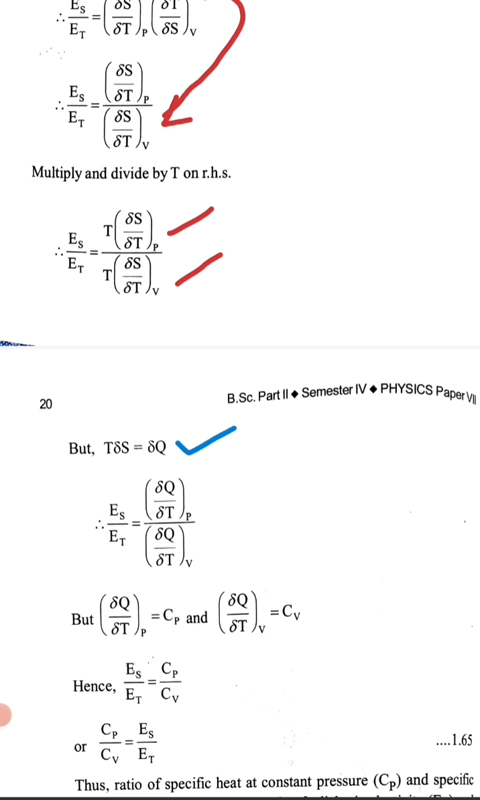 ∴ E_S/E_T = (δS/δT)_P (δT/δS)_V
∴ E_S/E_T = (δS/δT)_P / (δS/δT)_V
Multiply and divide by T on r.h.s.
∴ E_S/E_T = T(δS/δT)_P / T(δS/δT)_V
20
B.Sc. Part II ◆ Semester IV ◆ PHYSICS Paper VII
But, TδS = δQ
∴ E_S/E_T = (δQ/δT)_P / (δQ/δT)_V
But (δQ/δT)_P = C_P and (δQ/δT)_V = C_V
Hence, E_S/E_T = C_P/C_V
or C_P/C_V = E_S/E_T ....1.65
Thus, ratio of specific heat at constant pressure (C_P) and specific